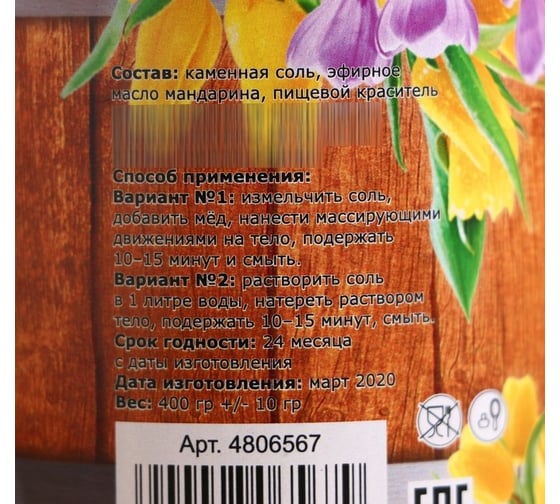 Состав: каменная соль, эфирное
масло мандарина, пищевой краситель
Способ применения:
Вариант №1: измельчить соль,
добавить мёд, нанести массирующими
движениями на тело, подержать
10–15 минут и смыть.
Вариант №2: растворить соль
в 1 литре воды, натереть раствором
тело, подержать 10–15 минут, смыть.
Срок годности: 24 месяца
с даты изготовления
Дата изготовления: март 2020
Вес: 400 гр +/- 10 гр
Арт. 4806567